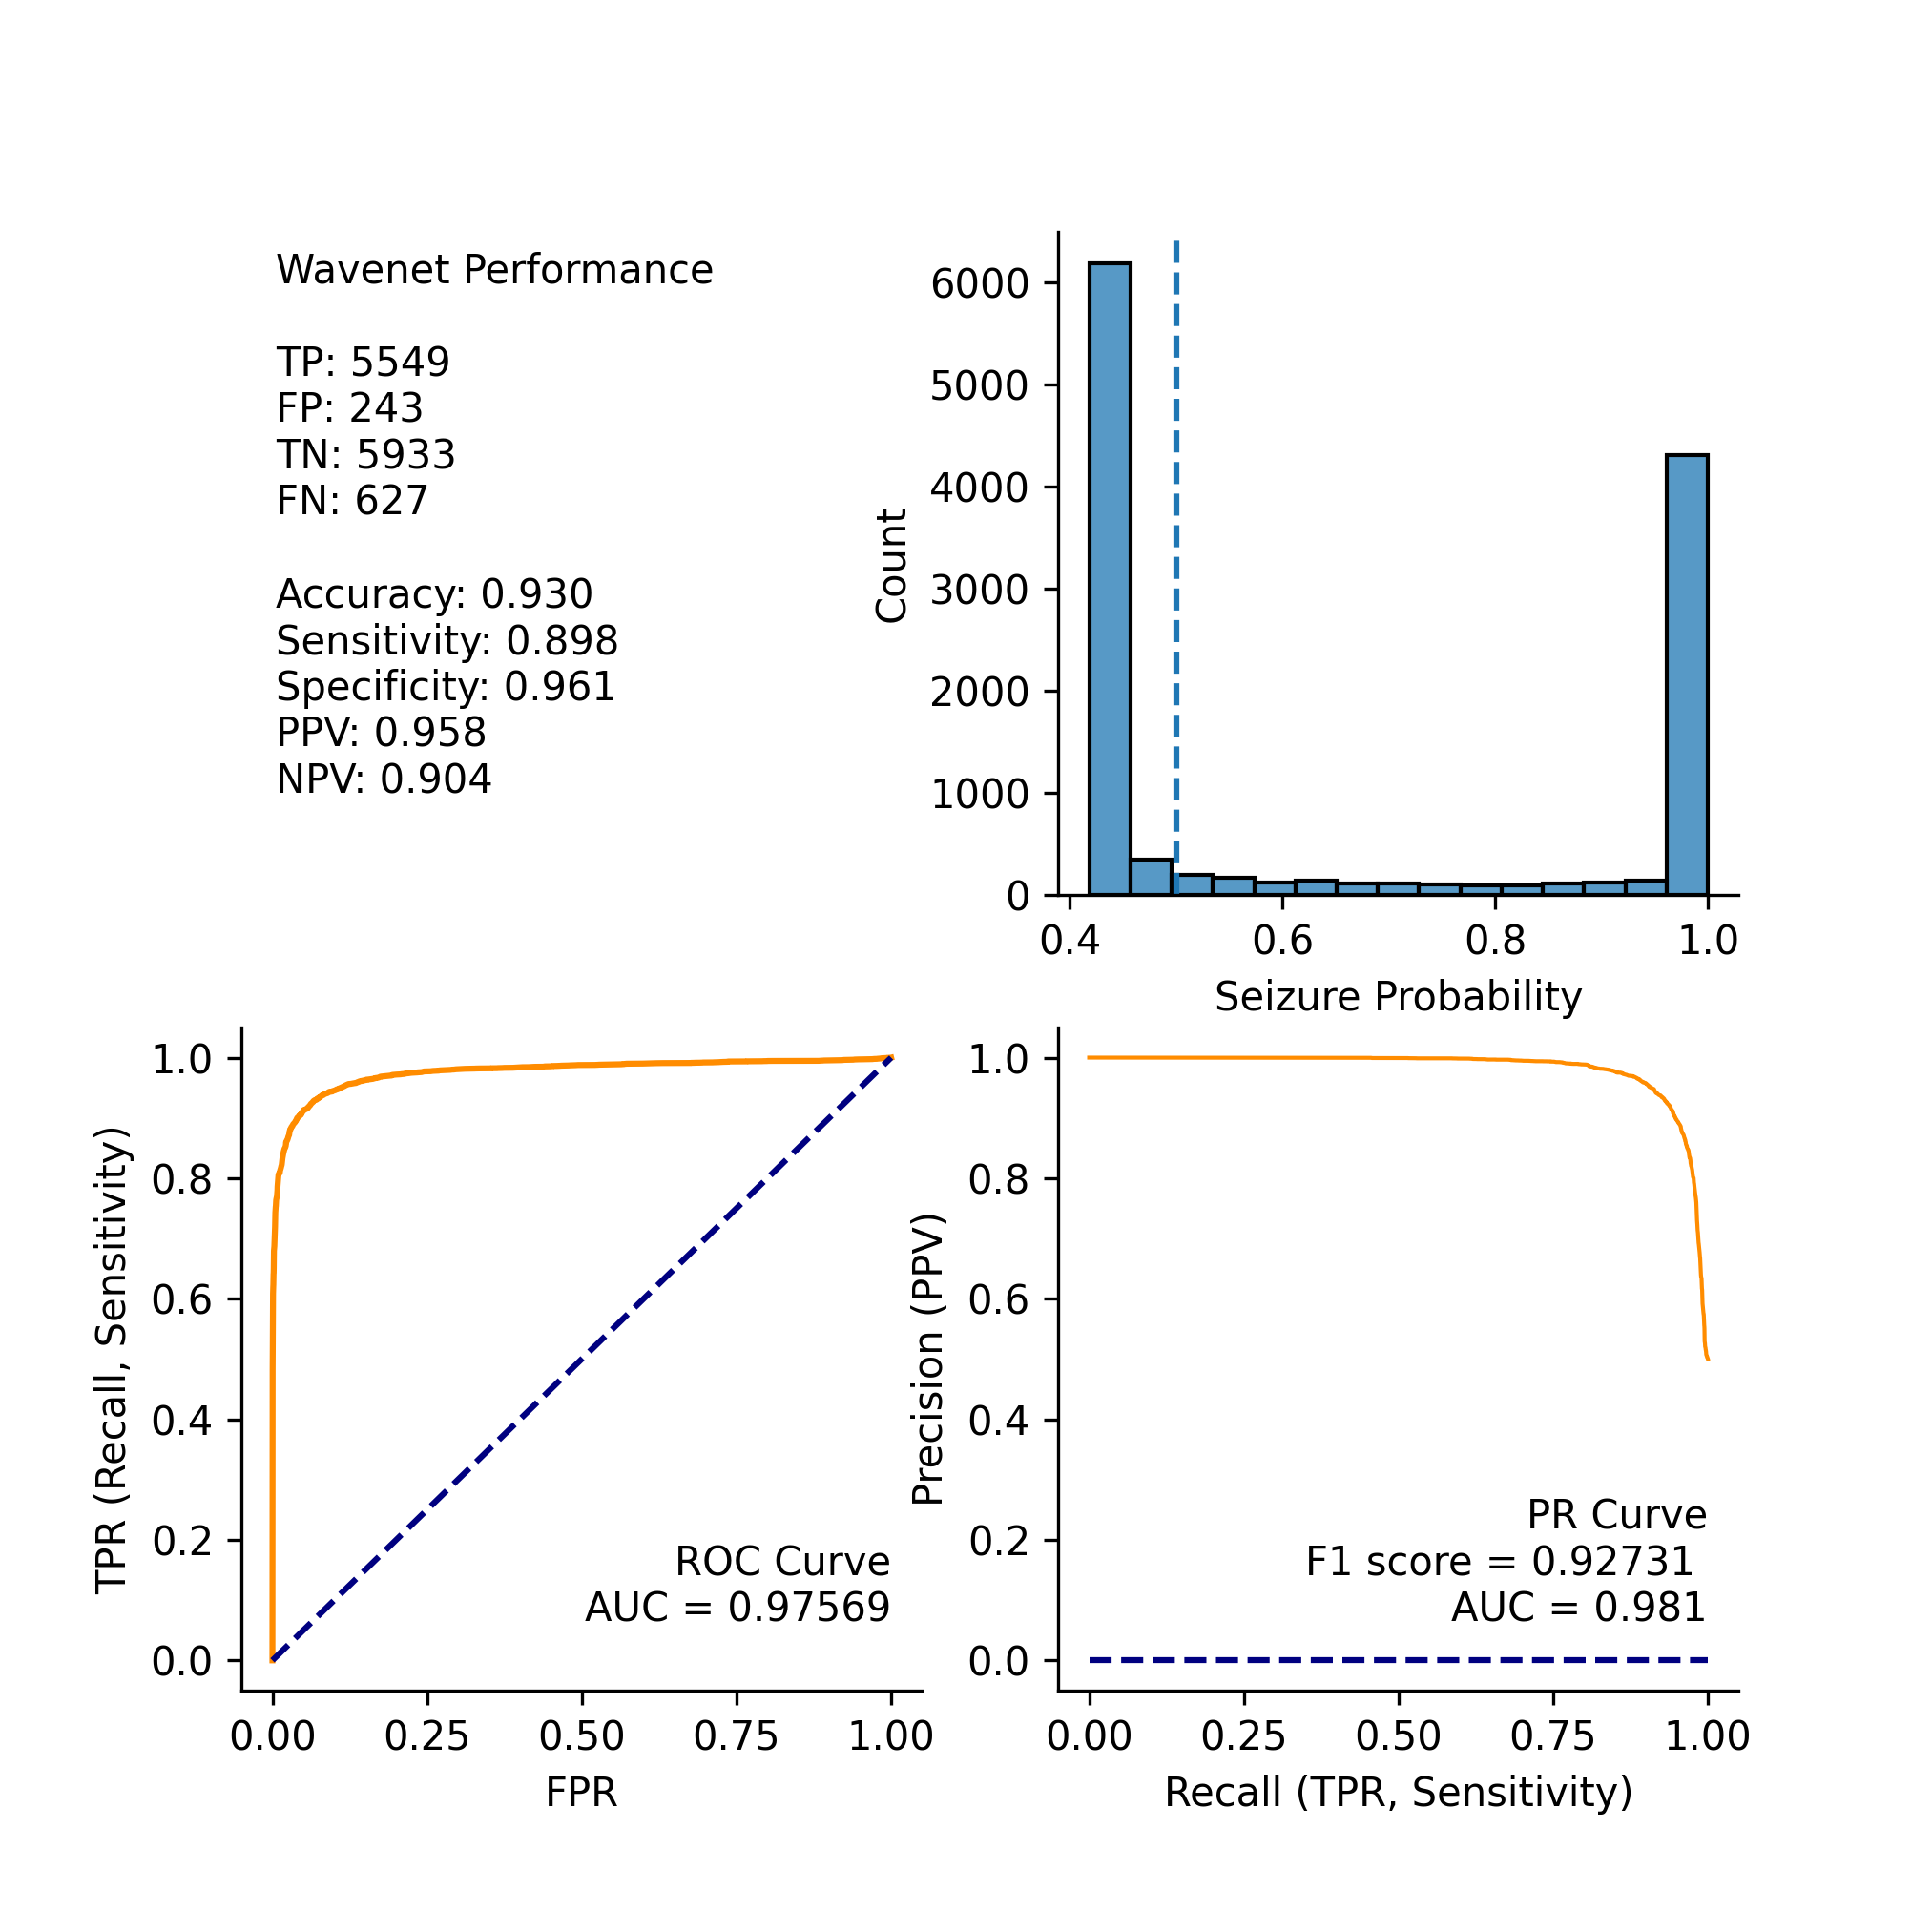 Wavenet Performance
TP: 5549
FP: 243
TN: 5933
FN: 627
Accuracy: 0.930
Sensitivity: 0.898
Specificity: 0.961
PPV: 0.958
NPV: 0.904
Count
6000
5000
4000
3000
2000
1000
0
0.4 0.6 0.8 1.0
Seizure Probability
TPR (Recall, Sensitivity)
1.0
0.8
0.6
0.4
0.2
0.0
ROC Curve
AUC = 0.97569
0.00 0.25 0.50 0.75 1.00
FPR
Precision (PPV)
1.0
0.8
0.6
0.4
0.2
0.0
PR Curve
F1 score = 0.92731
AUC = 0.981
0.00 0.25 0.50 0.75 1.00
Recall (TPR, Sensitivity)